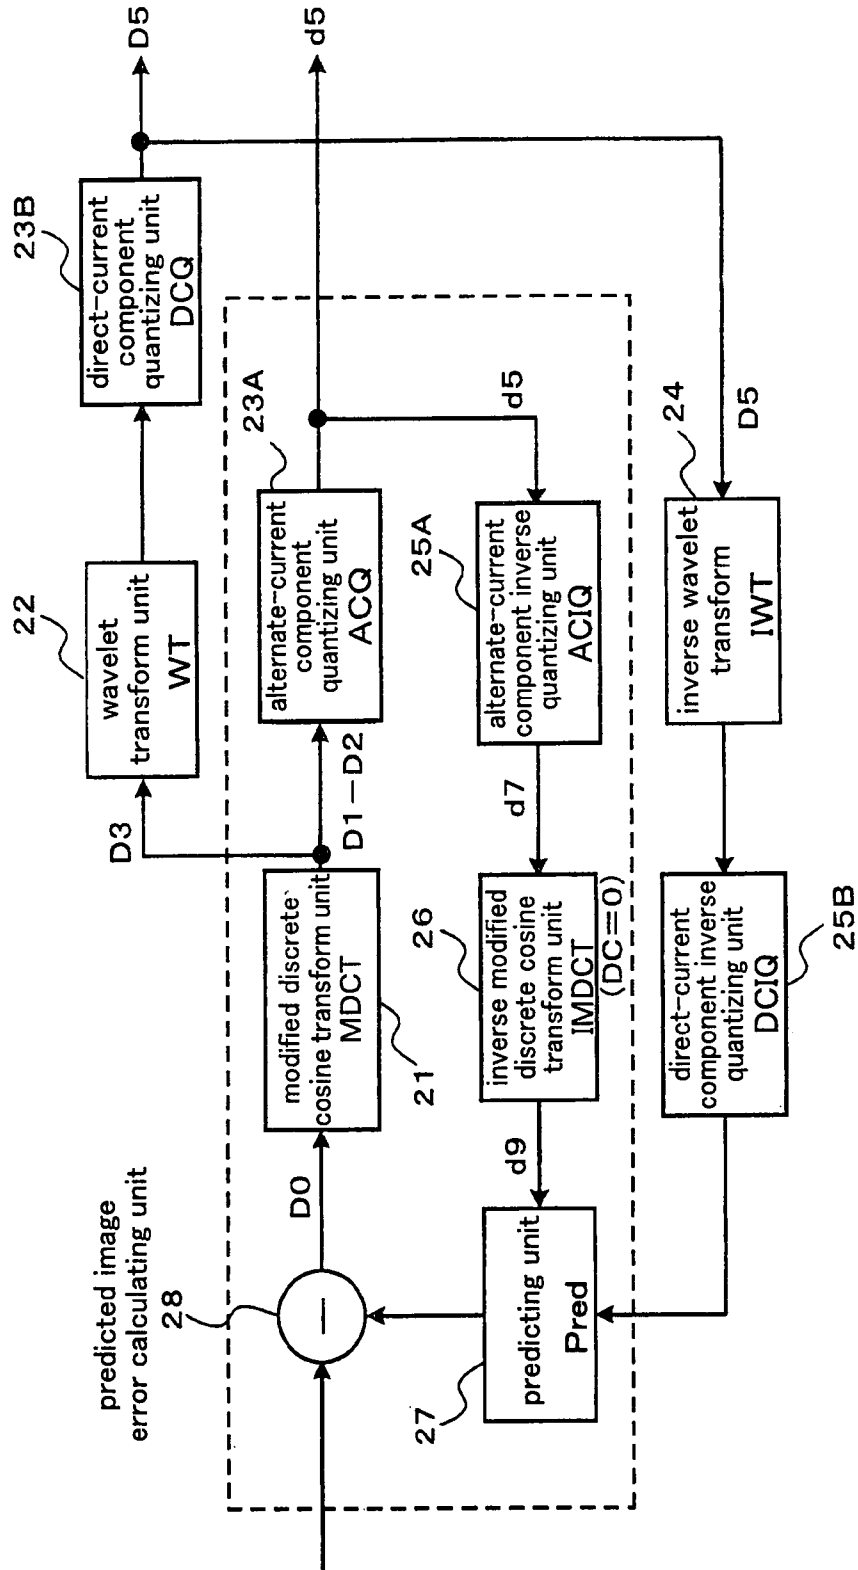 predicted image
error calculating unit
28
—
D0
modified discrete
cosine transform unit
MDCT
21
D3
D1—D2
22
wavelet
transform unit
WT
23B
direct-current
component
quantizing unit
DCQ
D5
23A
alternate-current
component
quantizing unit
ACQ
d5
d5
25A
alternate-current
component inverse
quantizing unit
ACIQ
d7
26
inverse modified
discrete cosine
transform unit
IMDCT
(DC=0)
d9
27
predicting unit
Pred
24
inverse wavelet
transform
IWT
D5
direct-current
component inverse
quantizing unit
DCIQ
25B